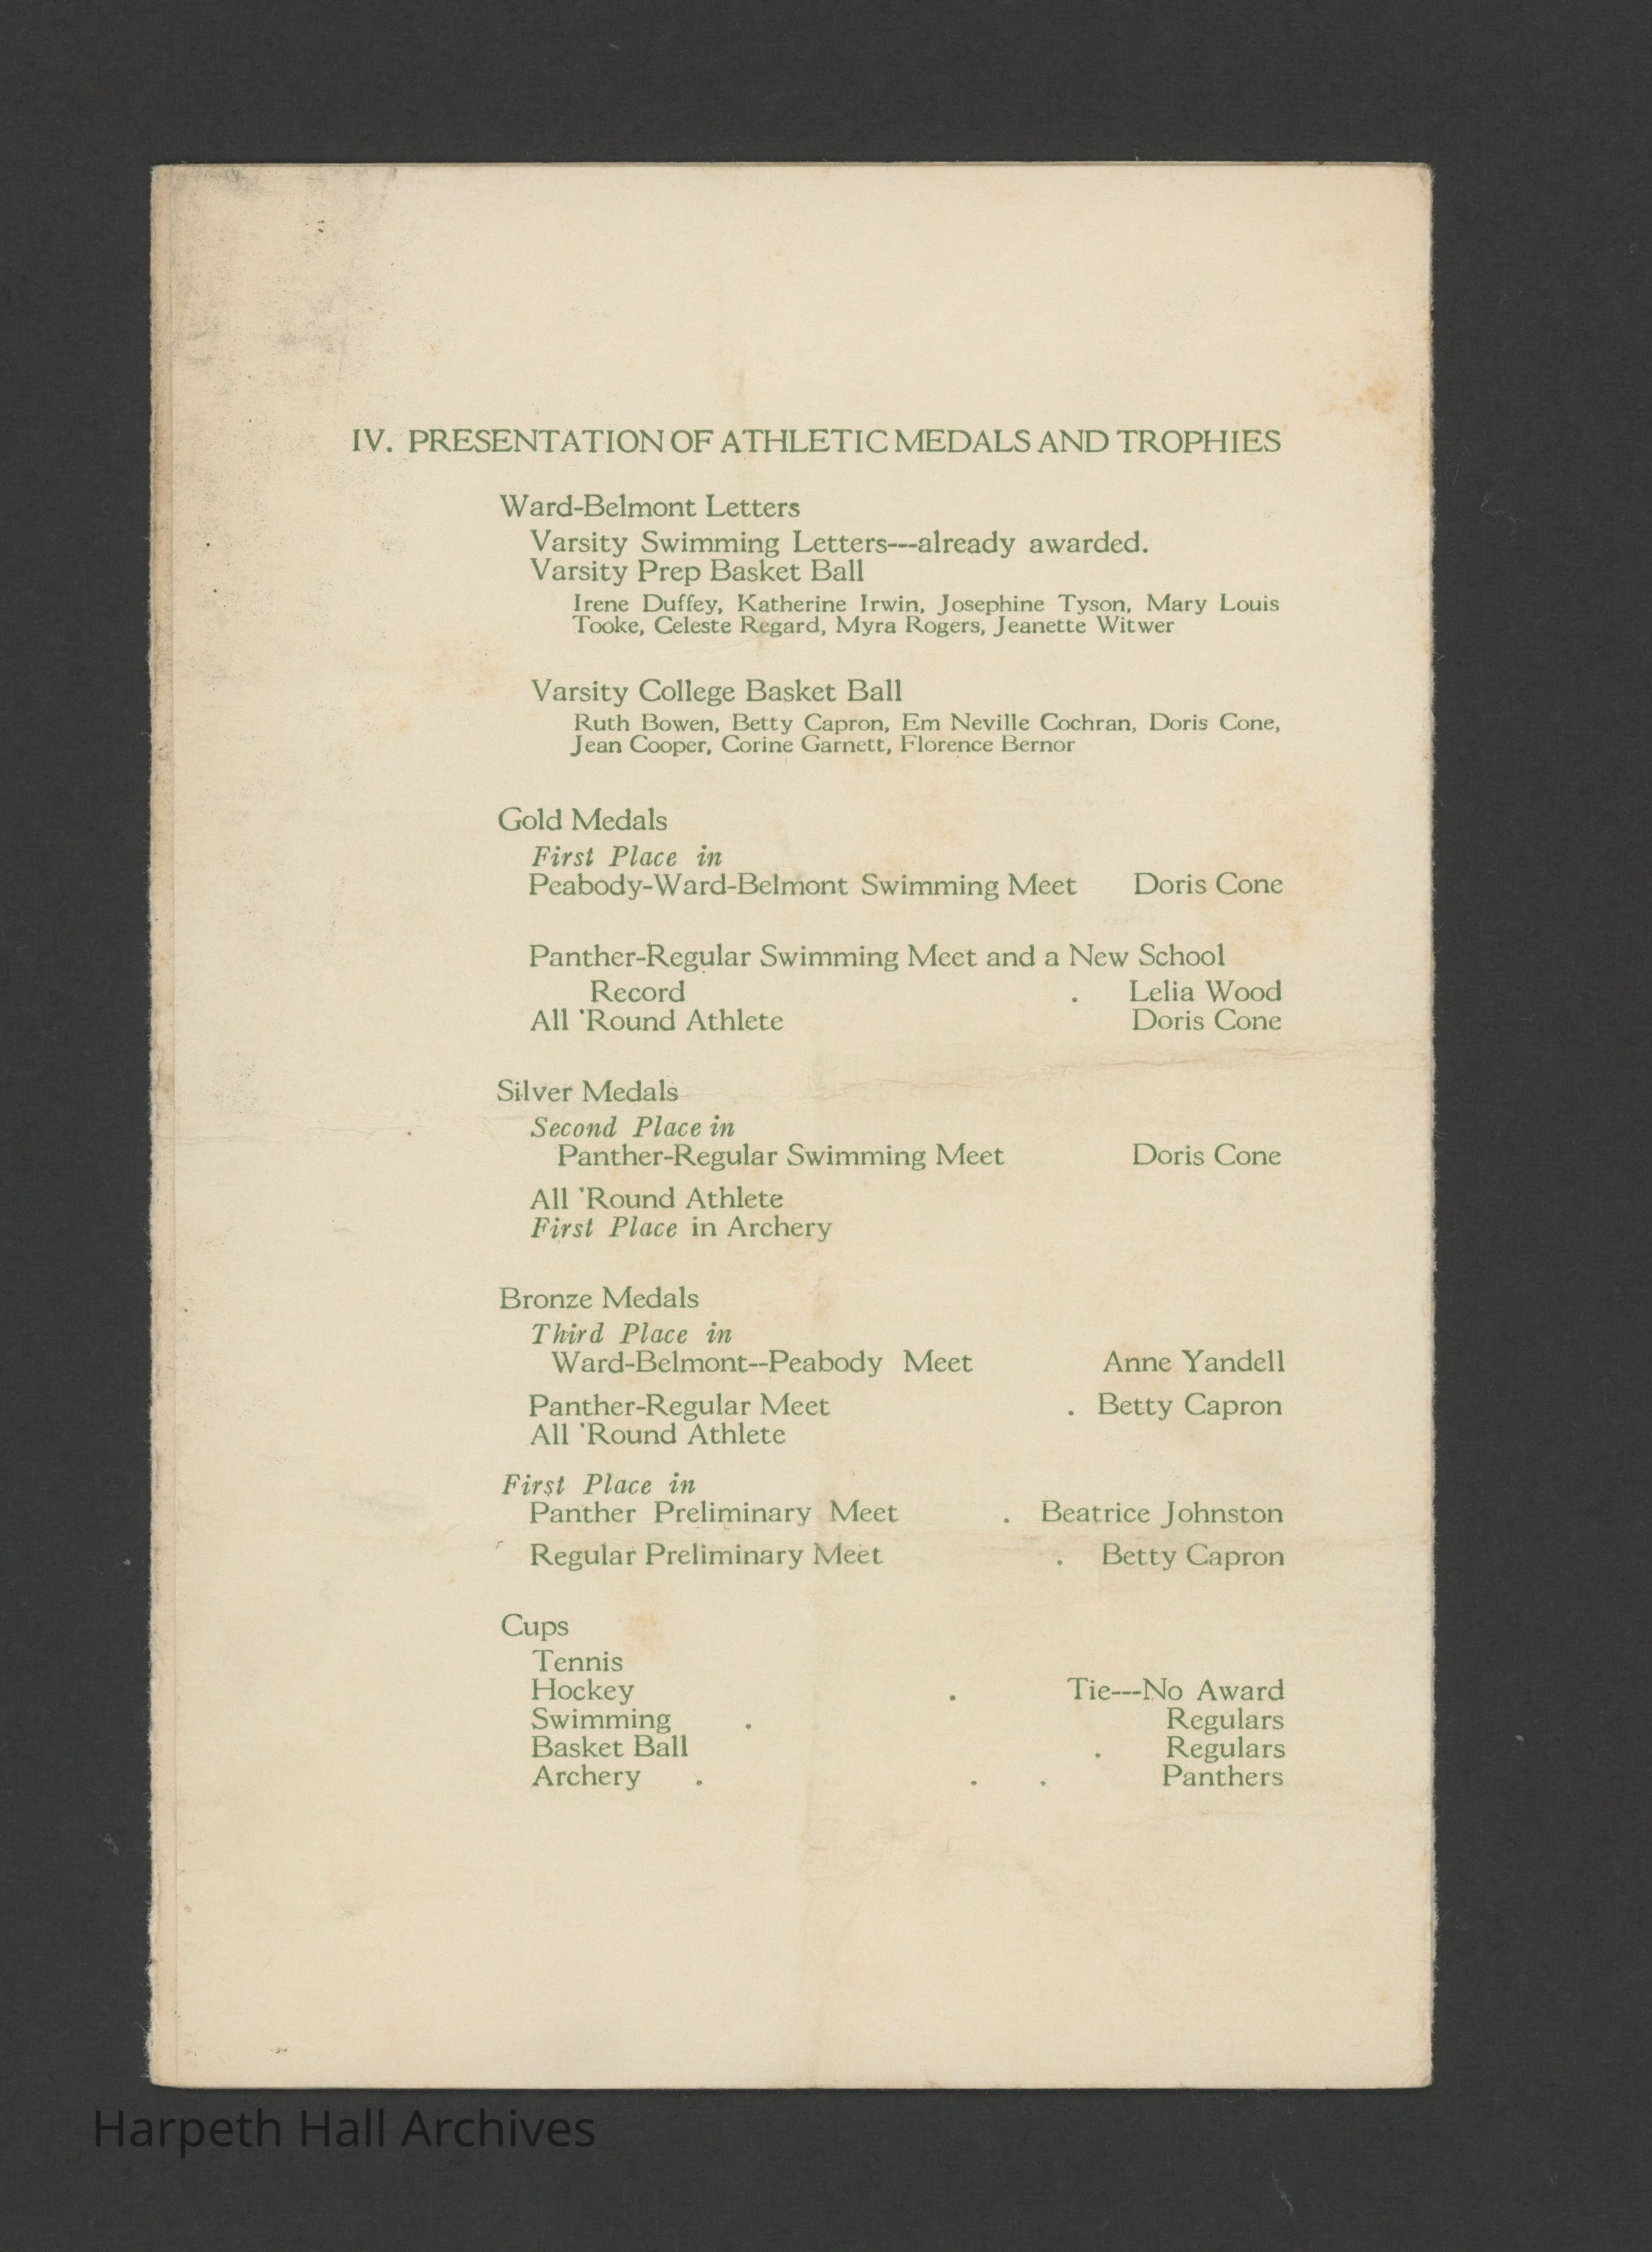 IV. PRESENTATION OF ATHLETIC MEDALS AND TROPHIES
Ward-Belmont Letters
Varsity Swimming Letters---already awarded.
Varsity Prep Basket Ball
Irene Duffey, Katherine Irwin, Josephine Tyson, Mary Louis
Tooke, Celeste Regard, Myra Rogers, Jeanette Witwer
Varsity College Basket Ball
Ruth Bowen, Betty Capron, Em Neville Cochran, Doris Cone,
Jean Cooper, Corine Garnett, Florence Bernor
Gold Medals
First Place in
Peabody-Ward-Belmont Swimming Meet Doris Cone
Panther-Regular Swimming Meet and a New School
Record . Lelia Wood
All 'Round Athlete Doris Cone
Silver Medals
Second Place in
Panther-Regular Swimming Meet Doris Cone
All 'Round Athlete
First Place in Archery
Bronze Medals
Third Place in
Ward-Belmont--Peabody Meet Anne Yandell
Panther-Regular Meet . Betty Capron
All 'Round Athlete
First Place in
Panther Preliminary Meet . Beatrice Johnston
Regular Preliminary Meet . Betty Capron
Cups
Tennis
Hockey . Tie---No Award
Swimming . Regulars
Basket Ball . Regulars
Archery . . . Panthers
Harpeth Hall Archives